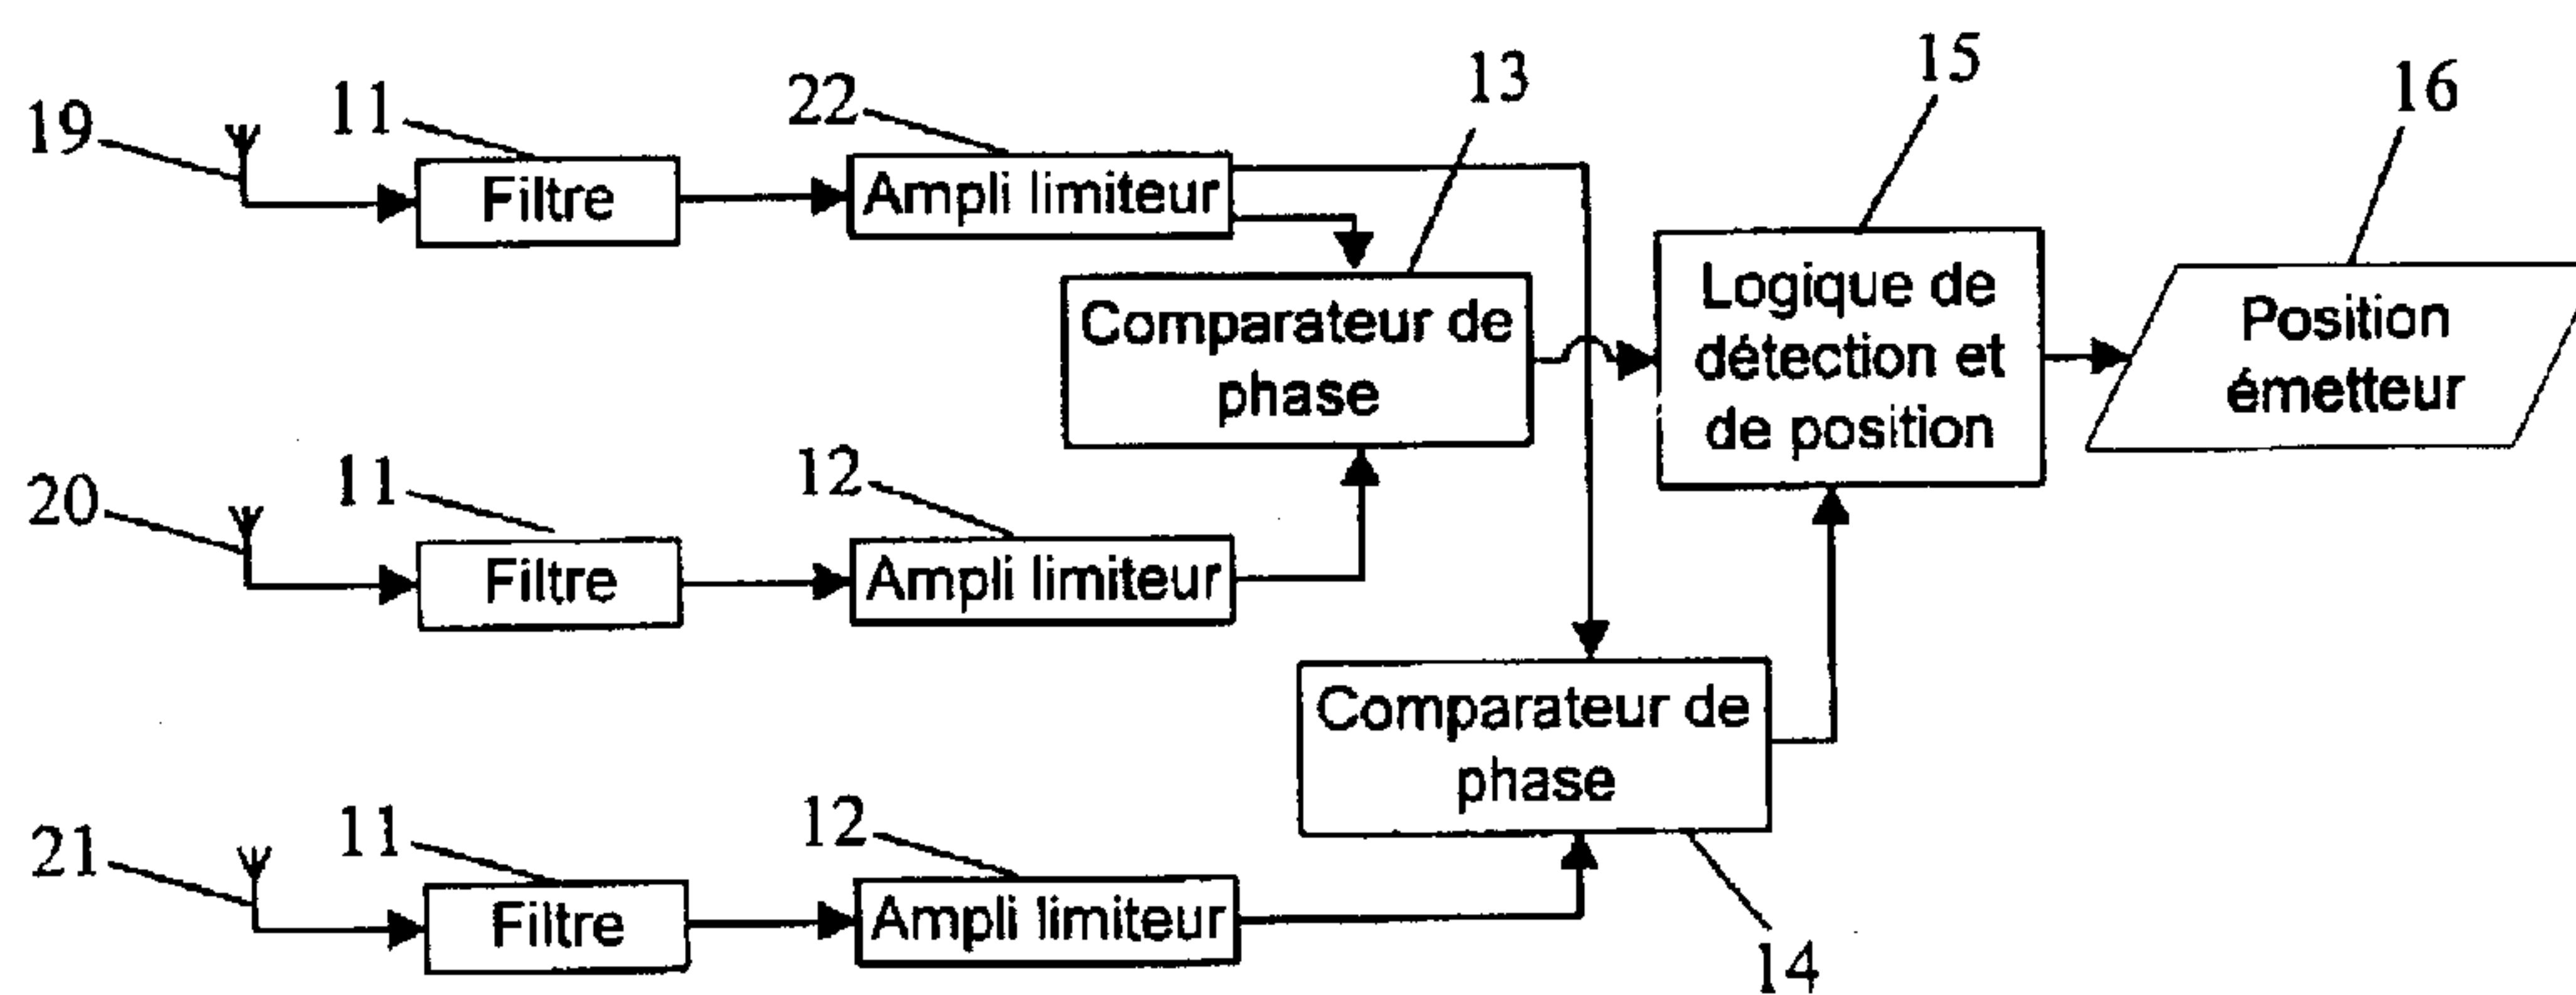 19
11
22
13
15
16
Filtre
Ampli limiteur
Comparateur de
phase
Logique de
détection et
de position
Position
émetteur
20
11
12
Filtre
Ampli limiteur
Comparateur de
phase
21
11
12
Filtre
Ampli limiteur
14